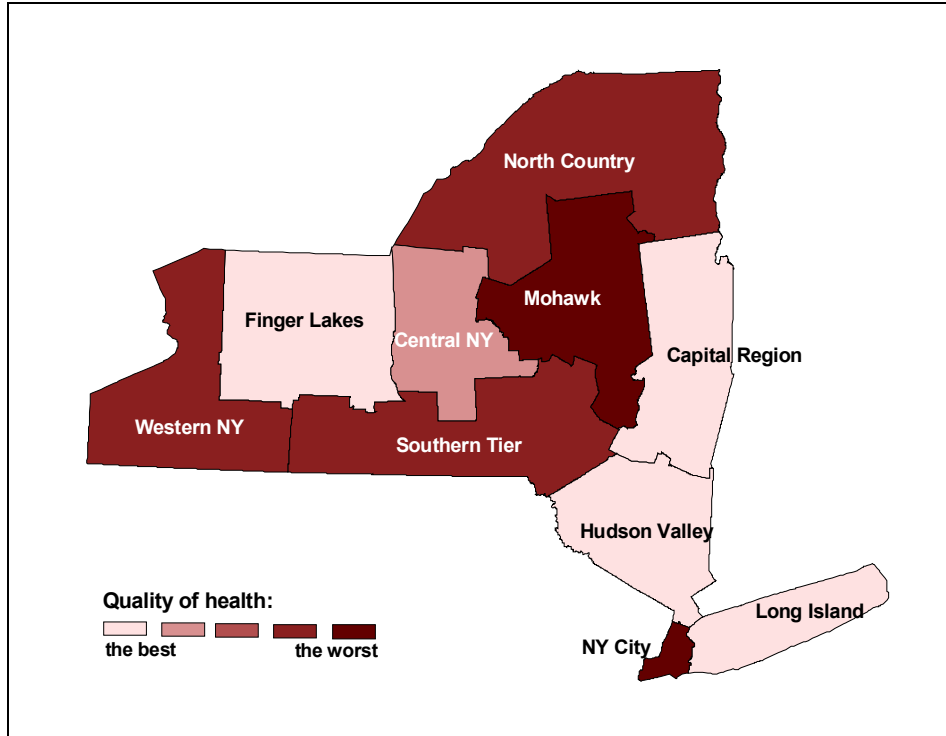 North Country
Mohawk
Finger Lakes
Central NY
Capital Region
Western NY
Southern Tier
Hudson Valley
Quality of health:
Long Island
the best
the worst
NY City